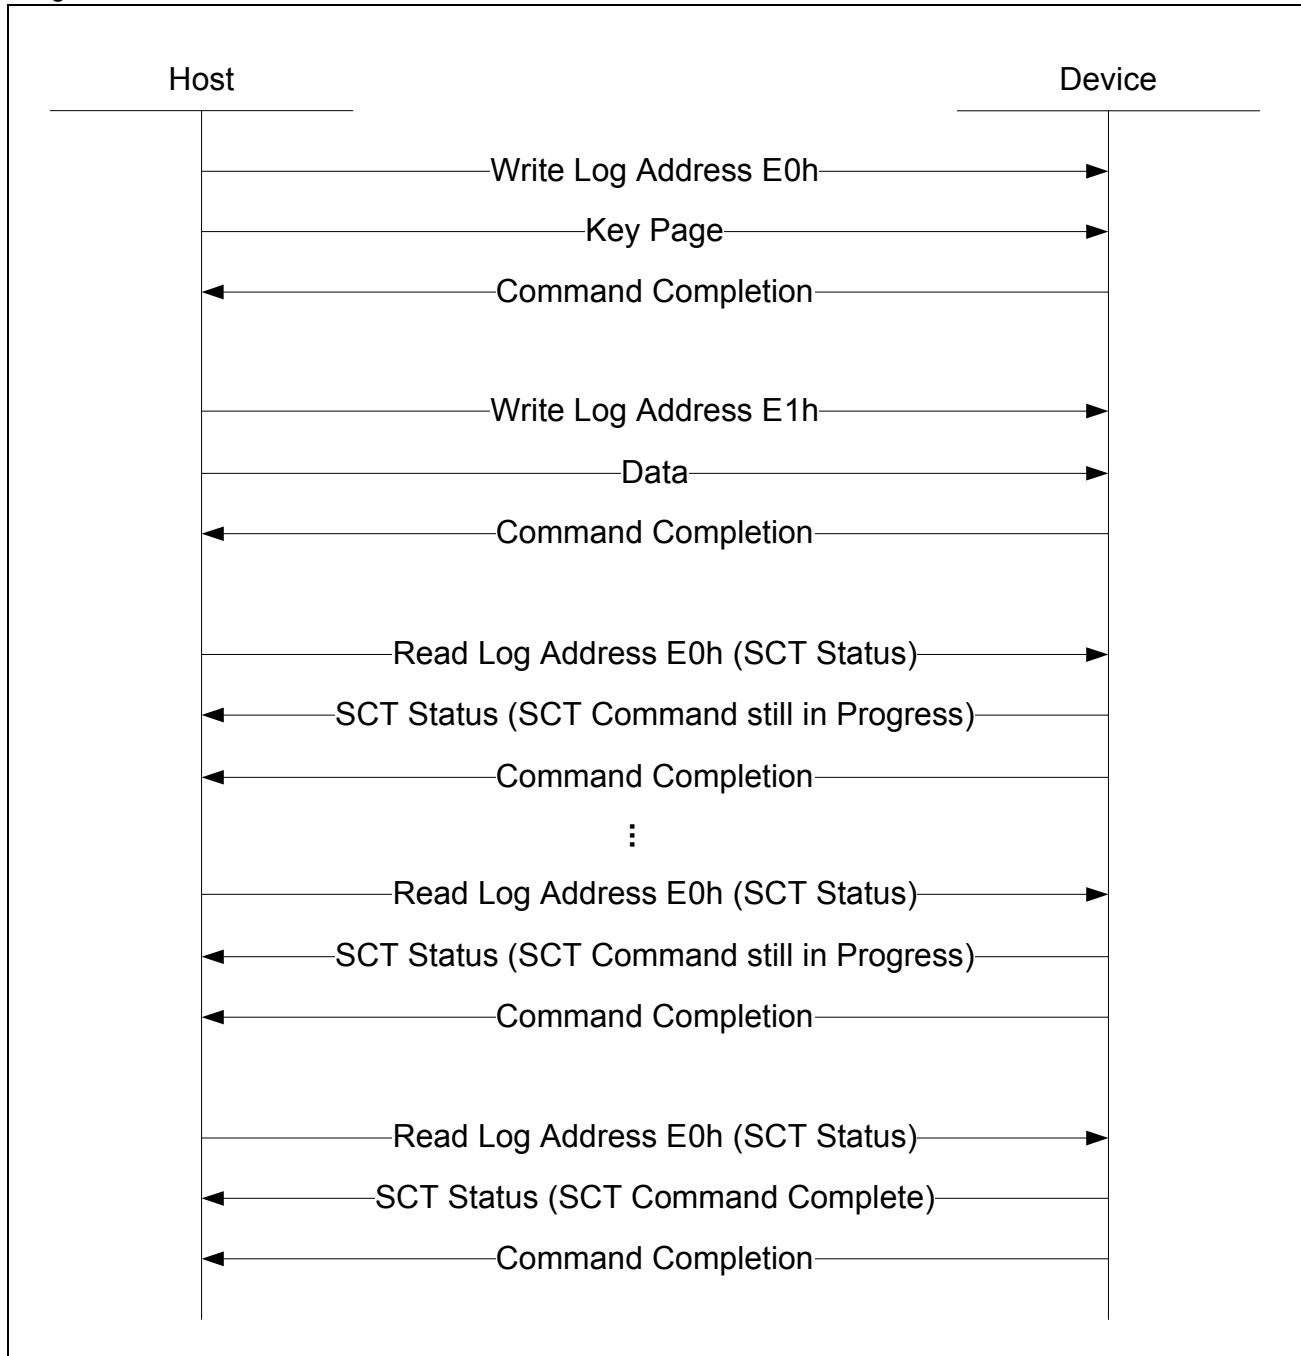 Host
Device
Write Log Address E0h
Key Page
Command Completion
Write Log Address E1h
Data
Command Completion
Read Log Address E0h (SCT Status)
SCT Status (SCT Command still in Progress)
Command Completion
...
Read Log Address E0h (SCT Status)
SCT Status (SCT Command still in Progress)
Command Completion
Read Log Address E0h (SCT Status)
SCT Status (SCT Command Complete)
Command Completion